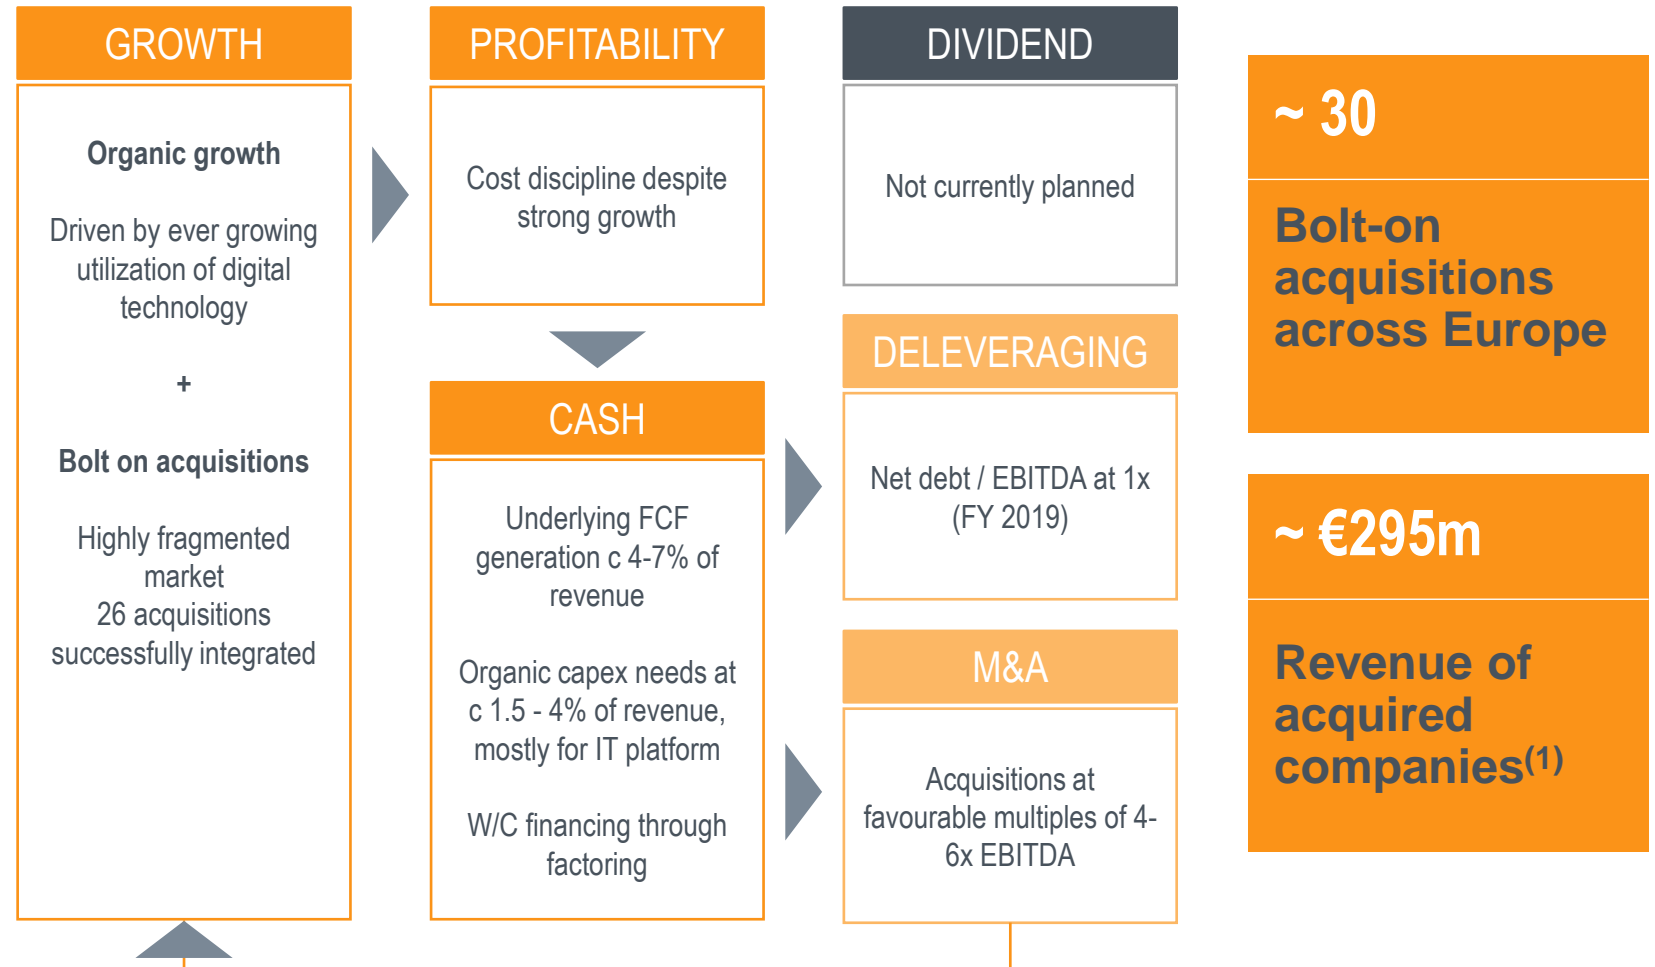 GROWTH
Organic growth
Driven by ever growing
utilization of digital
technology
+
Bolt on acquisitions
Highly fragmented
market
26 acquisitions
successfully integrated
PROFITABILITY
Cost discipline despite
strong growth
CASH
Underlying FCF
generation c 4-7% of
revenue
Organic capex needs at
c 1.5 - 4% of revenue,
mostly for IT platform
W/C financing through
factoring
DIVIDEND
Not currently planned
DELEVERAGING
Net debt / EBITDA at 1x
(FY 2019)
M&A
Acquisitions at
favourable multiples of 4-
6x EBITDA
~ 30
Bolt-on
acquisitions
across Europe
~ €295m
Revenue of
acquired
companies(1)